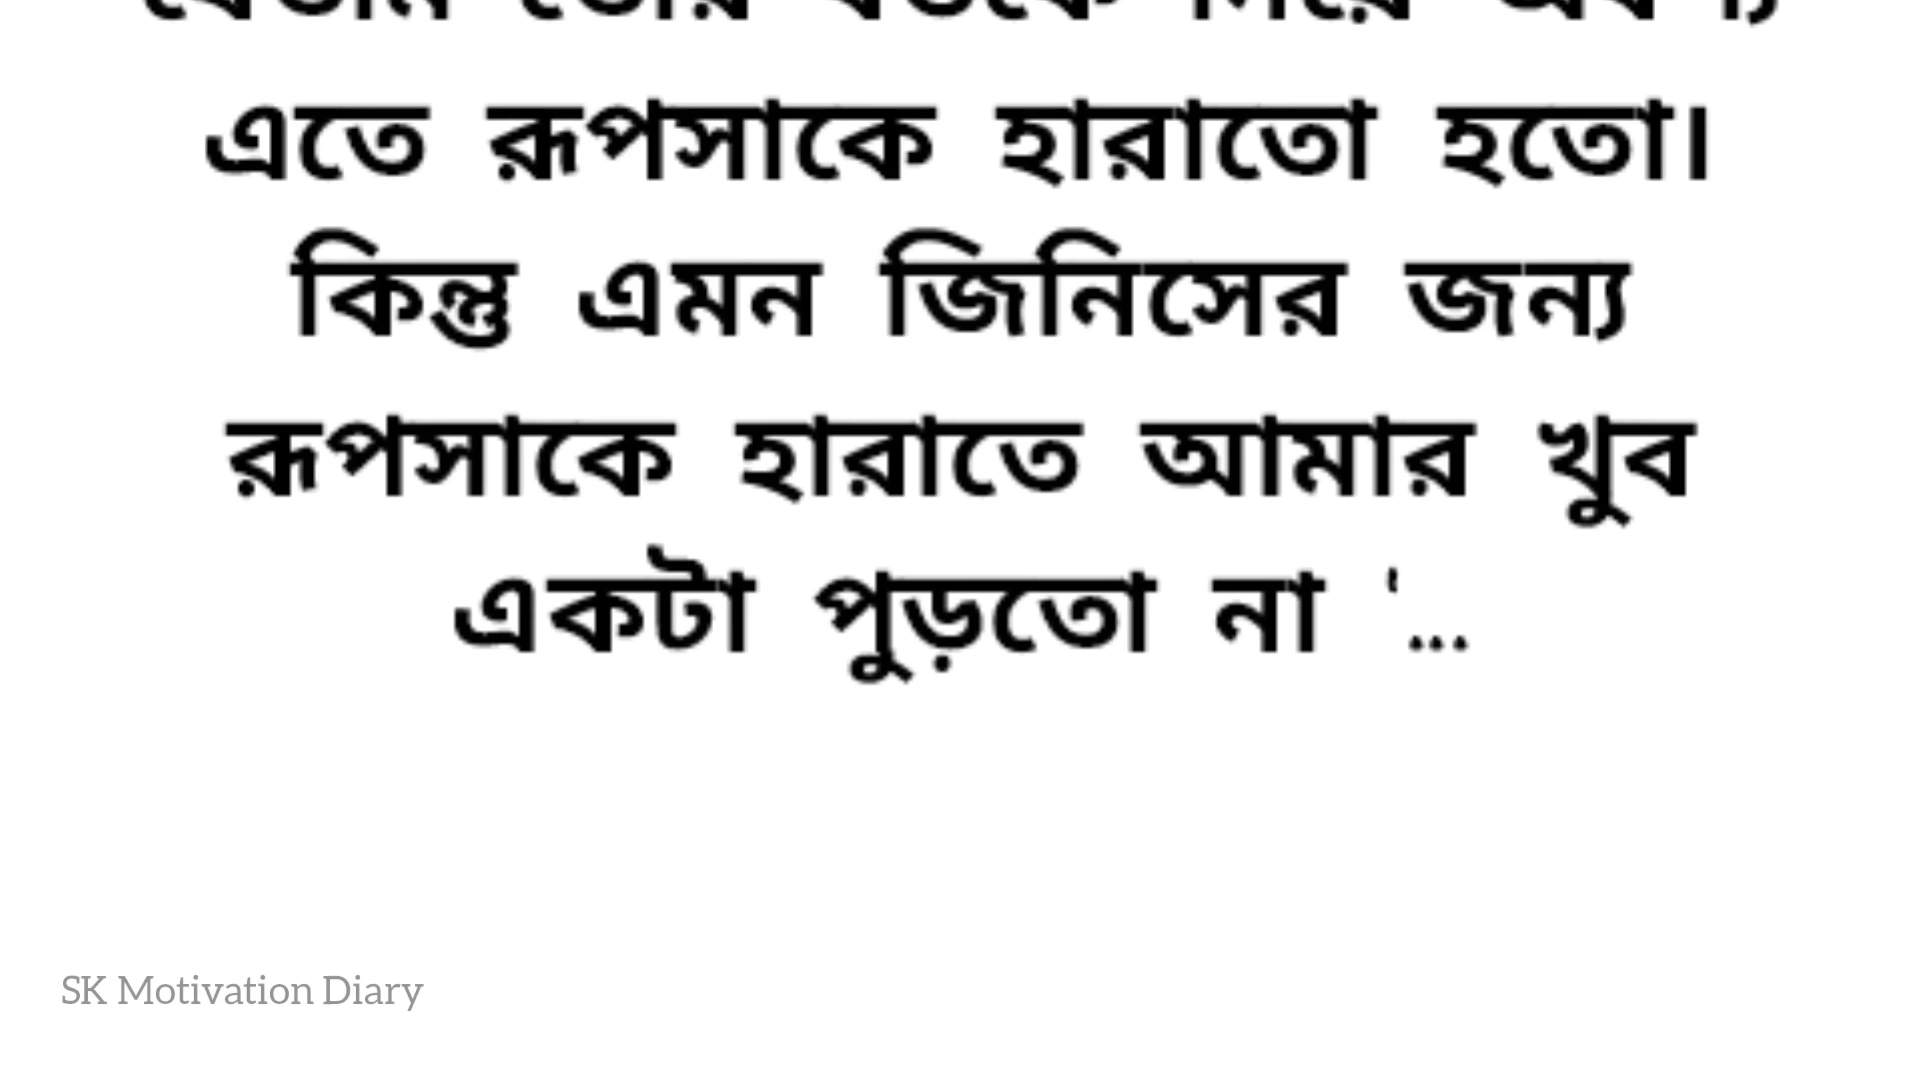 এতে রূপসাকে হারাতো হতো।
কিন্তু এমন জিনিসের জন্য
রূপসাকে হারাতে আমার খুব
একটা পুড়তো না '...
SK Motivation Diary